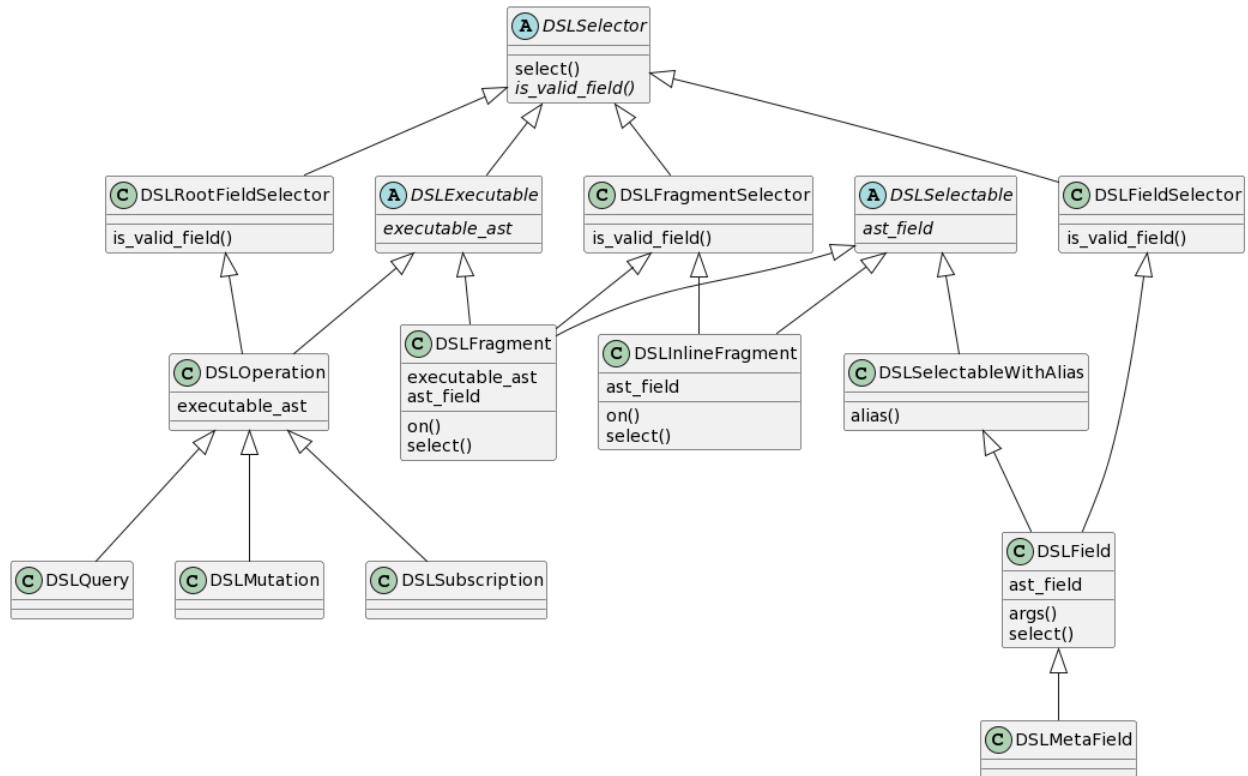 A DSLSelector
select()
is_valid_field()
C DSLRootFieldSelector
is_valid_field()
A DSLExecutable
executable_ast
C DSLFragmentSelector
is_valid_field()
A DSLSelectable
ast_field
C DSLFieldSelector
is_valid_field()
C DSLOperation
executable_ast
C DSLFragment
executable_ast
ast_field
on()
select()
C DSLInlineFragment
ast_field
on()
select()
C DSLSelectableWithAlias
alias()
C DSLQuery
C DSLMutation
C DSLSubscription
C DSLField
ast_field
args()
select()
C DSLMetaField